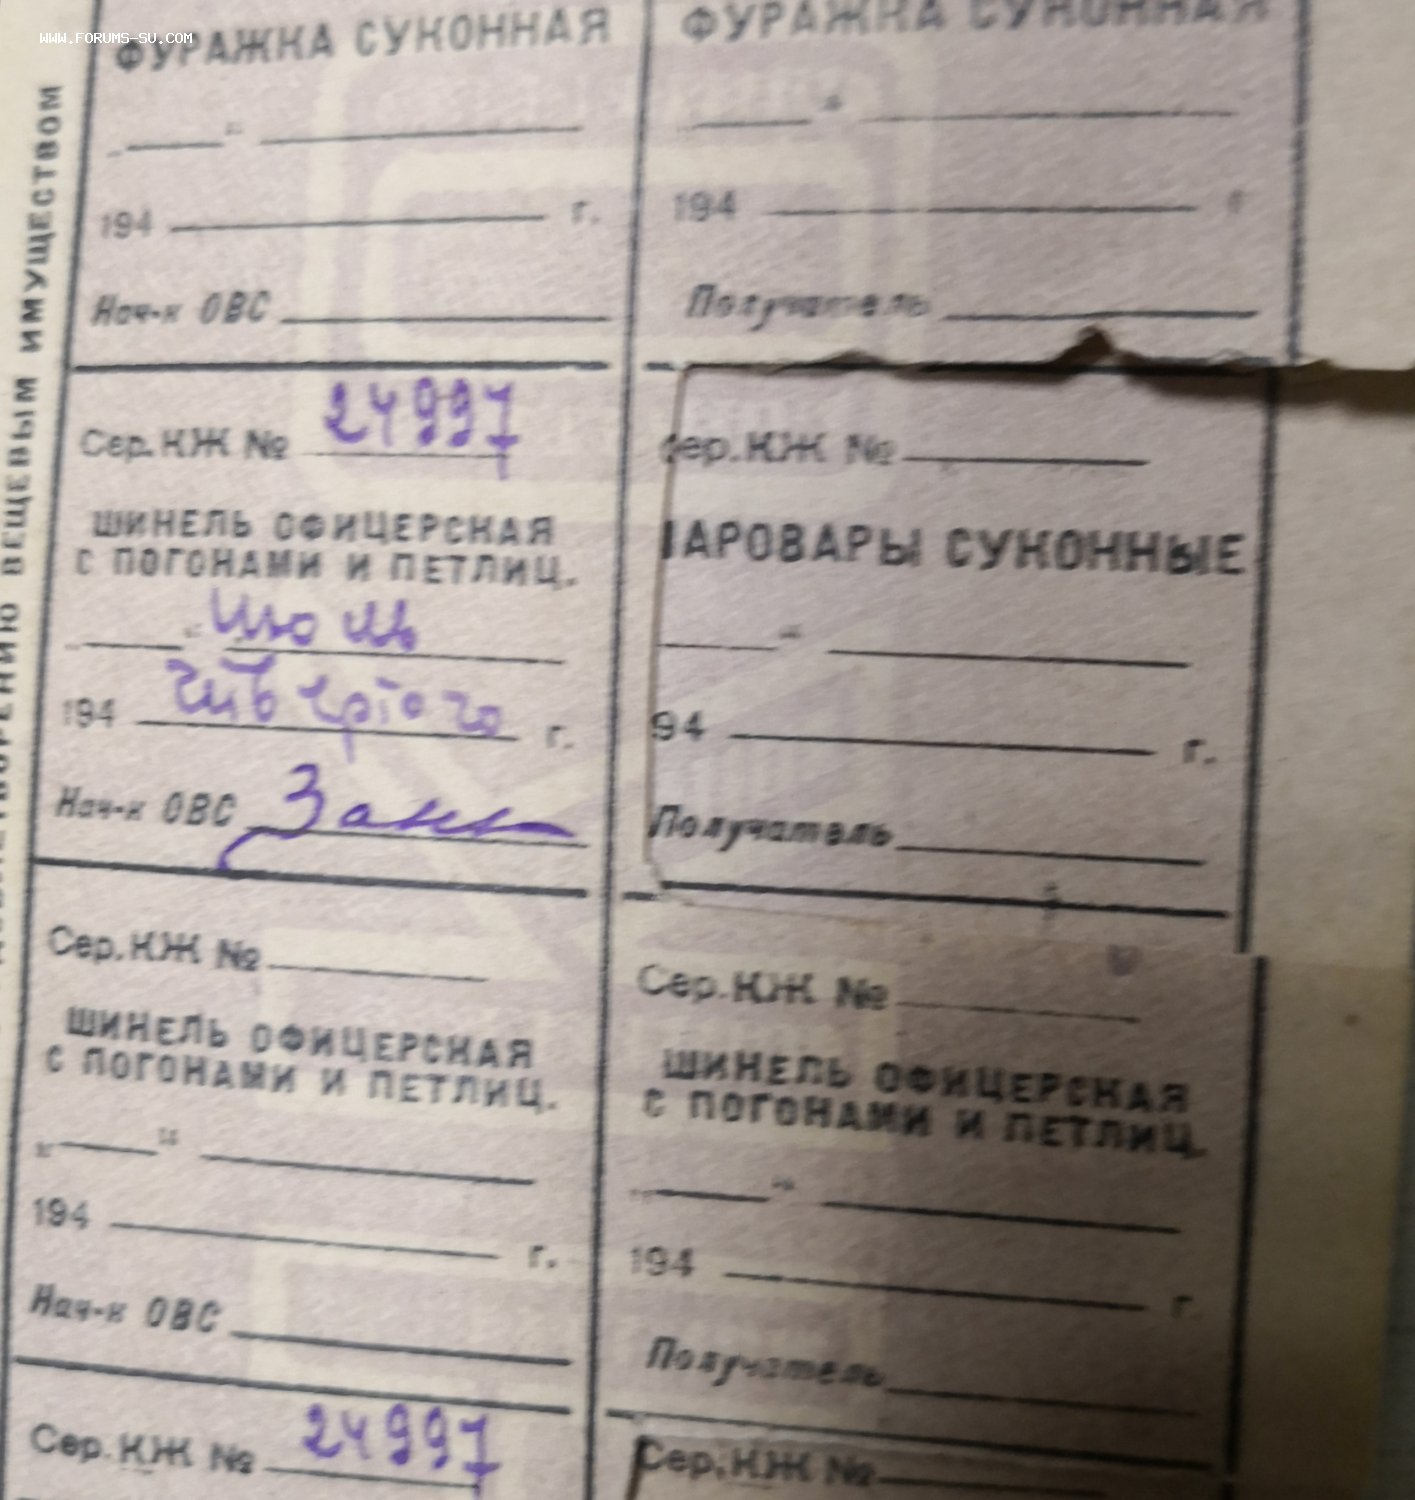 WWW.FORUMS-SU.COM
ВЕЩЕВЫМ ИМУЩЕСТВОМ
ФУРАЖКА СУКОННАЯ
194 г.
Нач-к ОВС
ФУРАЖКА СУКОННАЯ
194 г
Получатель
Сер. КЖ № 24997
ШИНЕЛЬ ОФИЦЕРСКАЯ
С ПОГОНАМИ И ПЕТЛИЦ.
июль
194 четвертого г.
Нач-к ОВС
сер. КЖ №
АРОВАРЫ СУКОННЫЕ
94 г.
Получатель
Сер. КЖ №
ШИНЕЛЬ ОФИЦЕРСКАЯ
С ПОГОНАМИ И ПЕТЛИЦ.
194 г.
Нач-к ОВС
Сер. КЖ №
ШИНЕЛЬ ОФИЦЕРСКАЯ
С ПОГОНАМИ И ПЕТЛИЦ.
194 г.
Получатель
Сер. КЖ № 24997
Сер. КЖ №